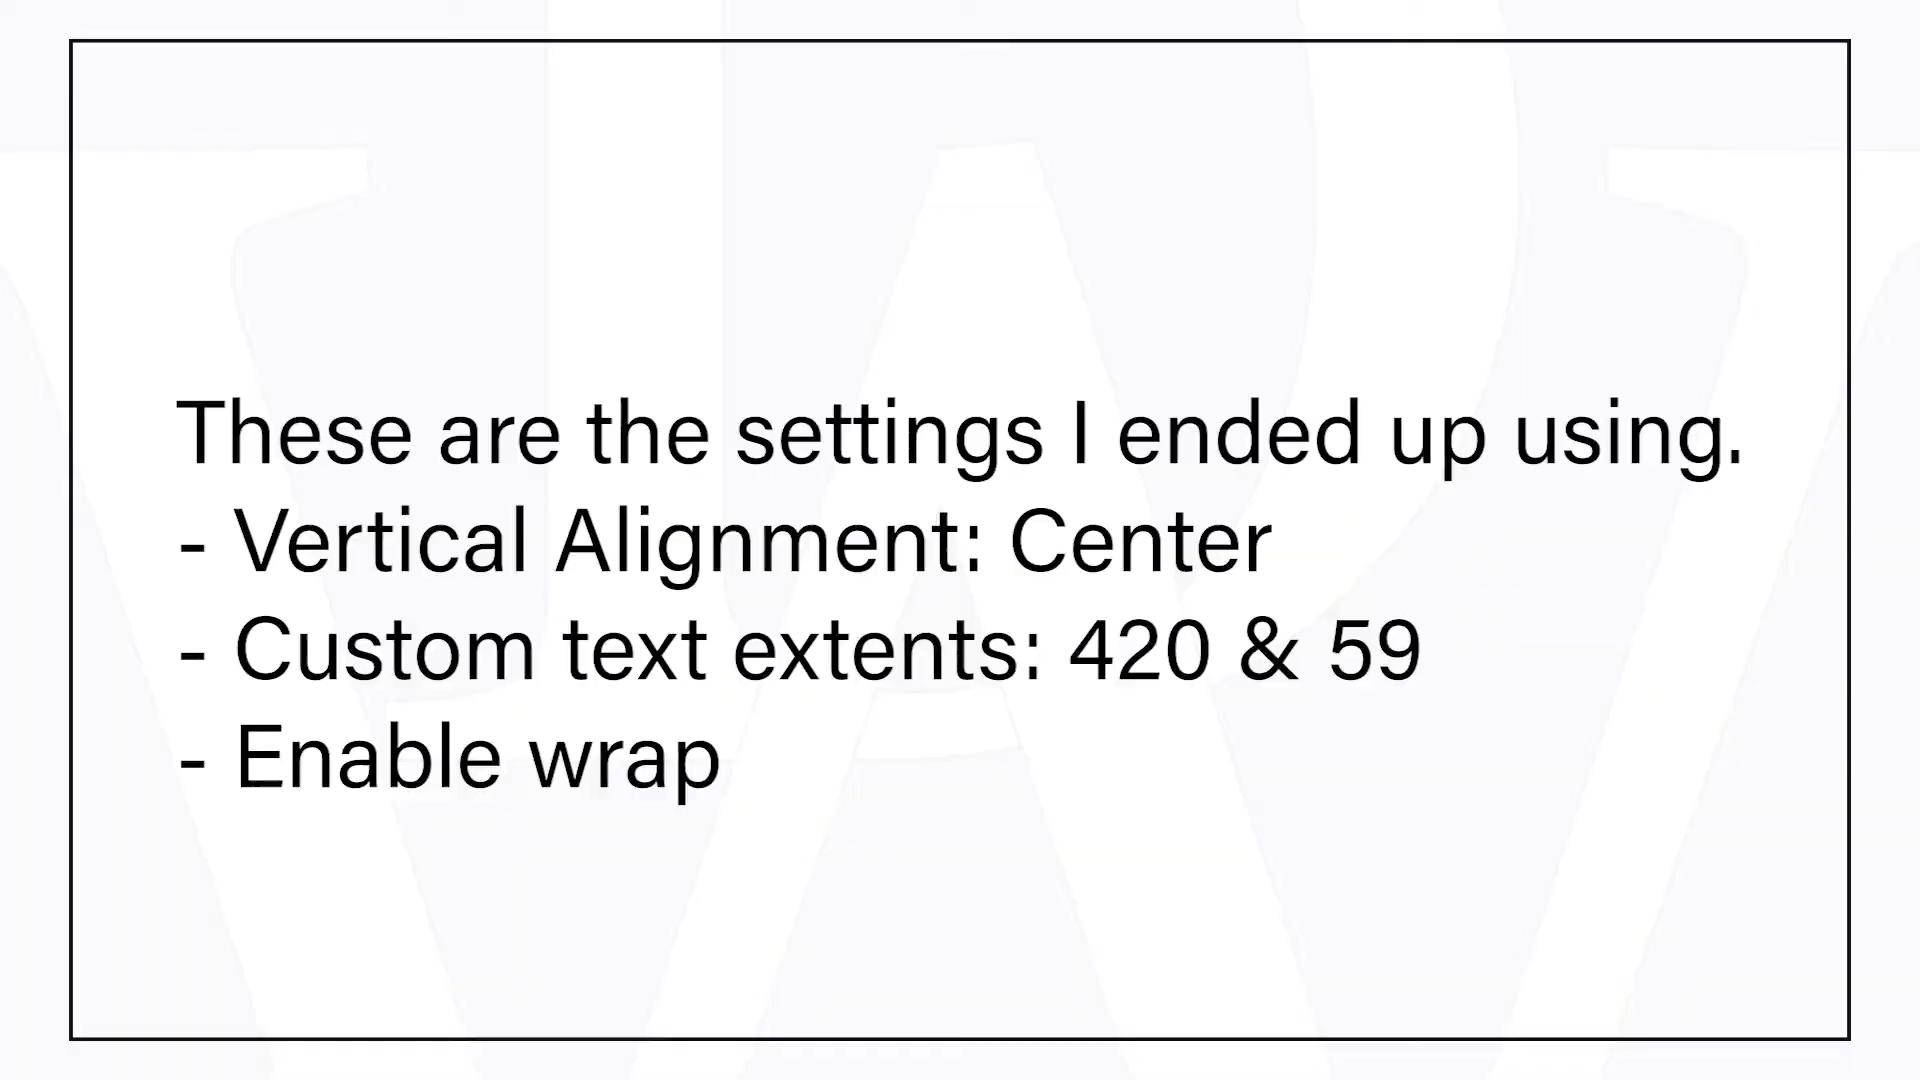 These are the settings I ended up using.
- Vertical Alignment: Center
- Custom text extents: 420 & 59
- Enable wrap